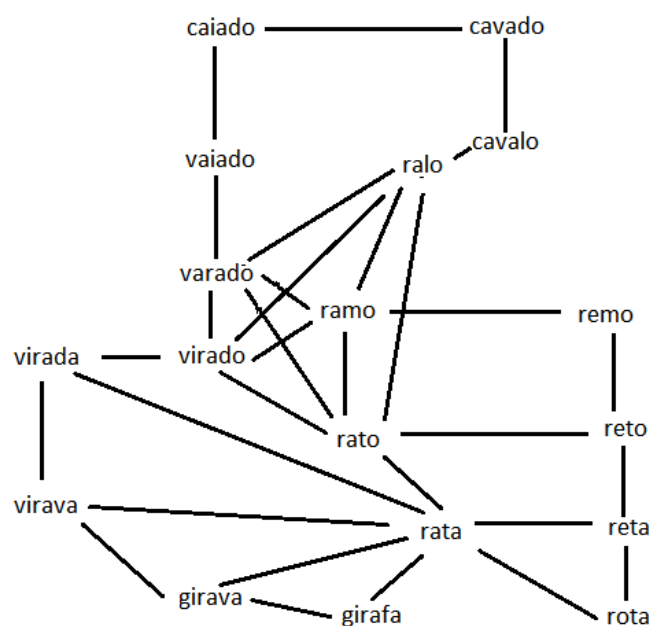 caiado
cavado
cavalo
vaiado
ralo
varado
ramo
remo
virada
virado
rato
reto
virava
rata
reta
girava
girafa
rota